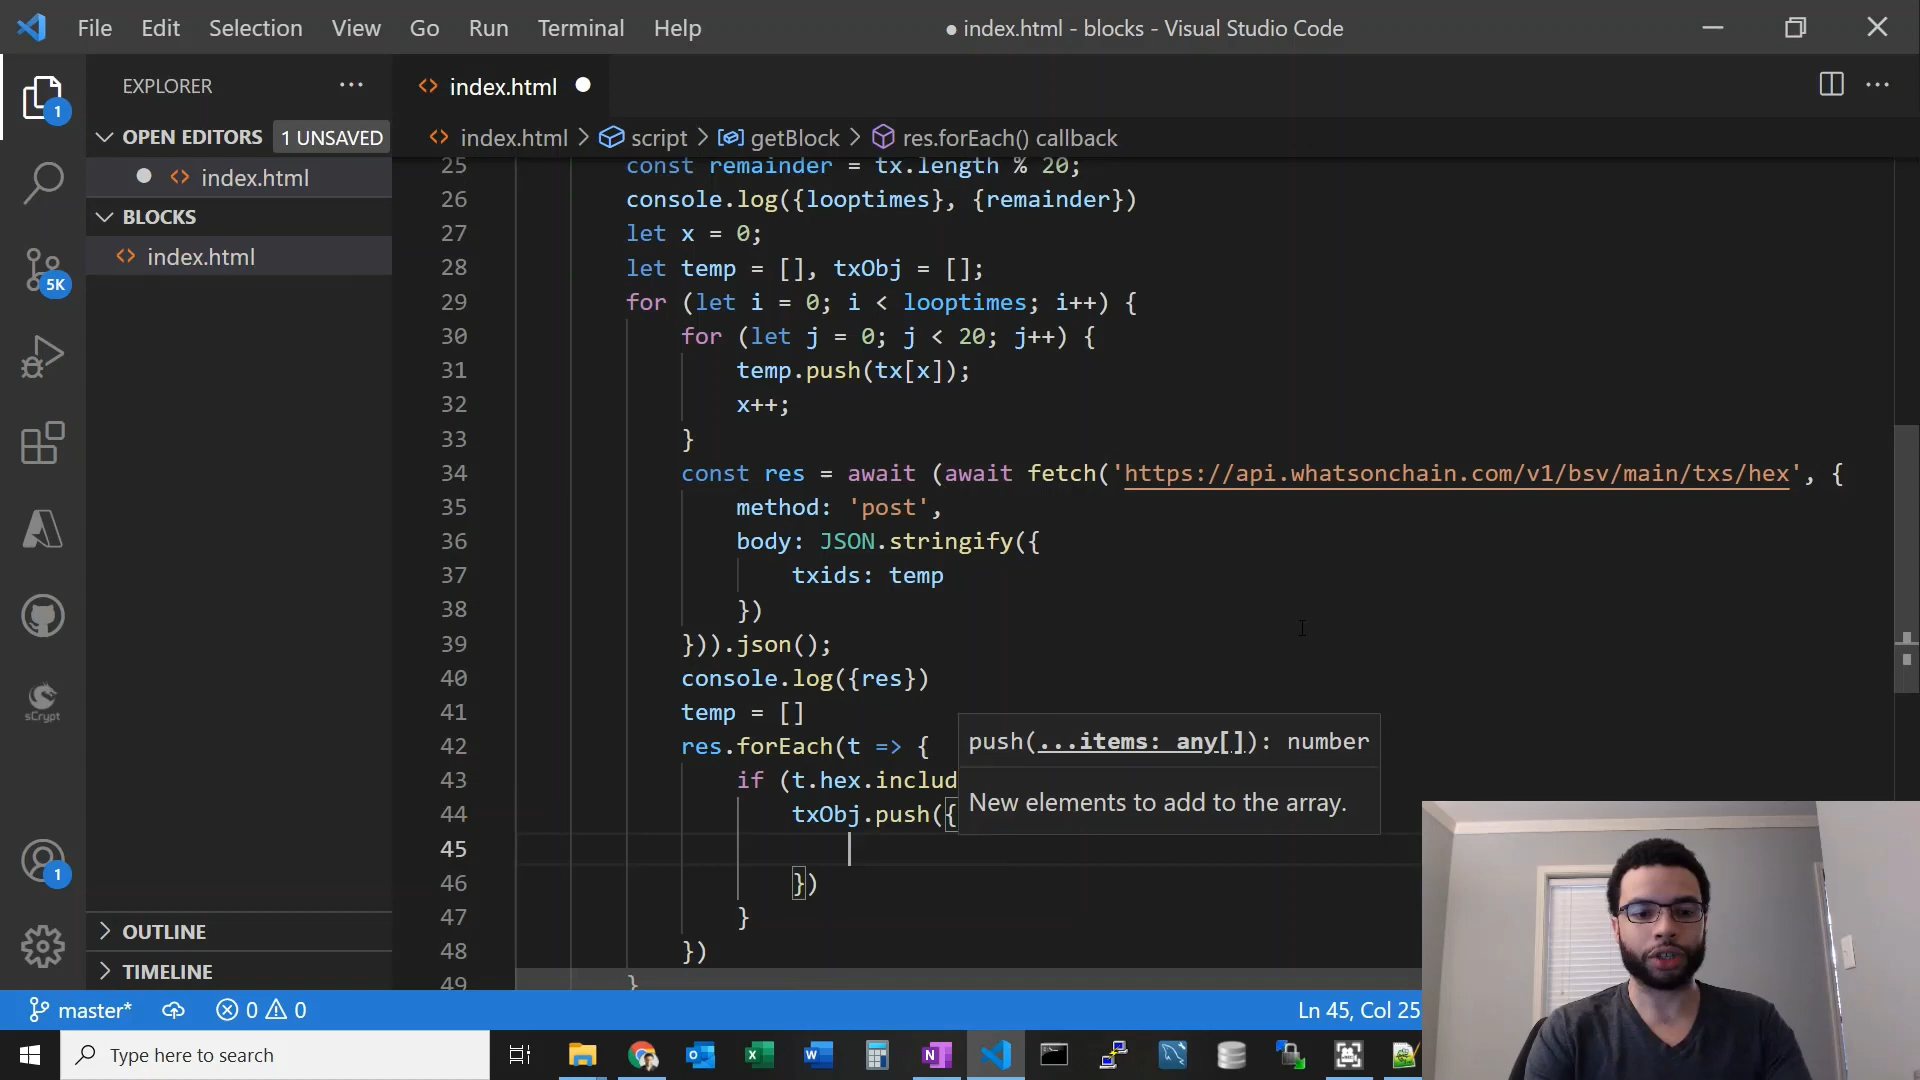 File Edit Selection View Go Run Terminal Help
● index.html - blocks - Visual Studio Code
EXPLORER
index.html
1
OPEN EDITORS 1 UNSAVED
index.html > script > getBlock > res.forEach() callback
index.html
BLOCKS
index.html
5K
25 const remainder = tx.length % 20;
26 console.log({looptimes}, {remainder})
27 let x = 0;
28 let temp = [], txObj = [];
29 for (let i = 0; i < looptimes; i++) {
30 for (let j = 0; j < 20; j++) {
31 temp.push(tx[x]);
32 x++;
33 }
34 const res = await (await fetch('https://api.whatsonchain.com/v1/bsv/main/txs/hex', {
35 method: 'post',
36 body: JSON.stringify({
37 txids: temp
38 })
39 })).json();
40 console.log({res})
41 temp = []
42 res.forEach(t => {
43 if (t.hex.includ
44 txObj.push({
45
46 })
47 }
48 })
49 }
push(...items: any[]): number
New elements to add to the array.
sCrypt
1
OUTLINE
TIMELINE
master* 0 0
Ln 45, Col 25
Type here to search